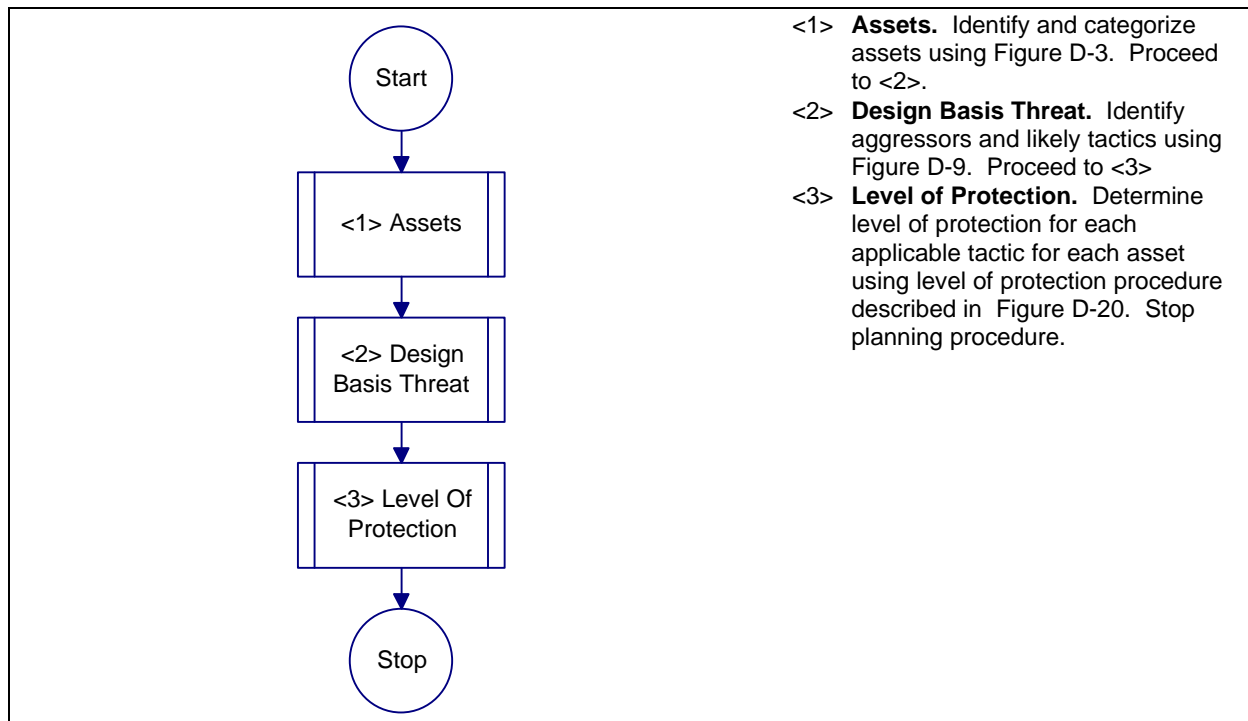 Start
<1> Assets
<2> Design
Basis Threat
<3> Level Of
Protection
Stop
<1> Assets. Identify and categorize
assets using Figure D-3. Proceed
to <2>.
<2> Design Basis Threat. Identify
aggressors and likely tactics using
Figure D-9. Proceed to <3>
<3> Level of Protection. Determine
level of protection for each
applicable tactic for each asset
using level of protection procedure
described in Figure D-20. Stop
planning procedure.